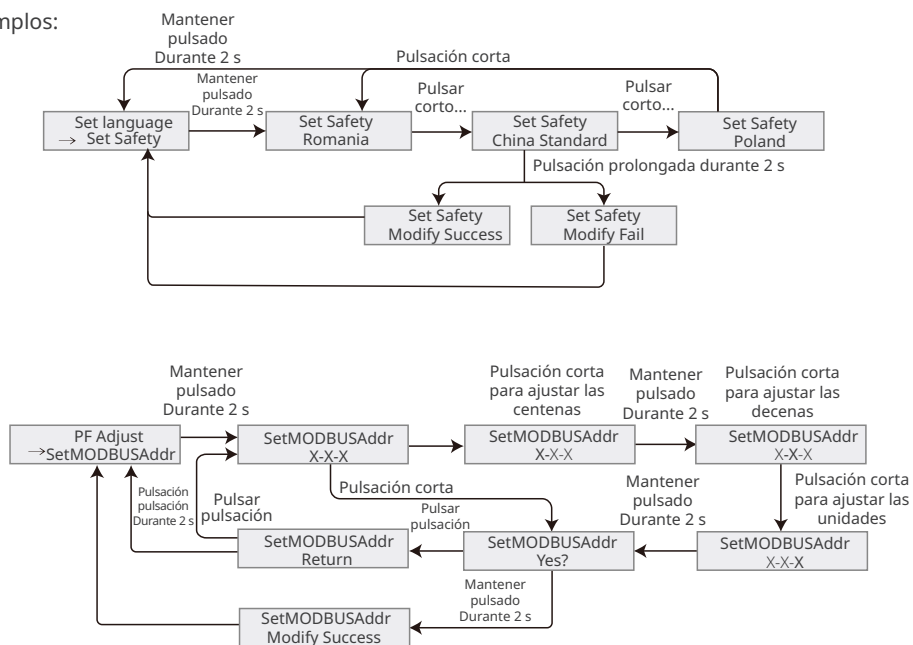 mplos:
Mantener
pulsado
Durante 2 s
Pulsación corta
Mantener
pulsado
Durante 2 s
Pulsar
corto...
Pulsar
corto...
Set language
→ Set Safety
Set Safety
Romania
Set Safety
China Standard
Set Safety
Poland
Pulsación prolongada durante 2 s
Set Safety
Modify Success
Set Safety
Modify Fail
Mantener
pulsado
Durante 2 s
Pulsación corta
para ajustar las
centenas
Mantener
pulsado
Durante 2 s
Pulsación corta
para ajustar las
decenas
PF Adjust
→SetMODBUSAddr
SetMODBUSAddr
X-X-X
SetMODBUSAddr
X-X-X
SetMODBUSAddr
X-X-X
Pulsación
pulsación
Durante 2 s
Pulsar
pulsación
Pulsación corta
Pulsar
pulsación
Mantener
pulsado
Durante 2 s
Pulsación corta
para ajustar las
unidades
SetMODBUSAddr
Return
SetMODBUSAddr
Yes?
SetMODBUSAddr
X-X-X
Mantener
pulsado
Durante 2 s
SetMODBUSAddr
Modify Success